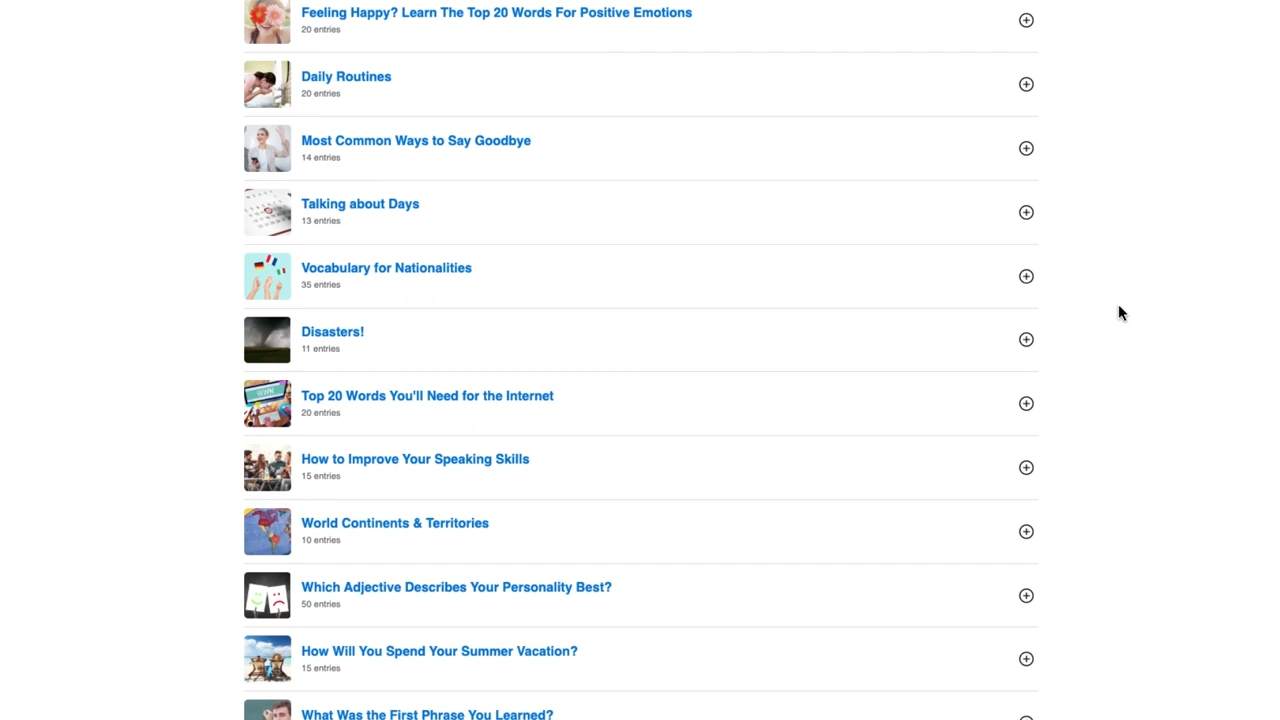 Feeling Happy? Learn The Top 20 Words For Positive Emotions
20 entries
Daily Routines
20 entries
Most Common Ways to Say Goodbye
14 entries
Talking about Days
13 entries
Vocabulary for Nationalities
35 entries
Disasters!
11 entries
Top 20 Words You'll Need for the Internet
20 entries
How to Improve Your Speaking Skills
15 entries
World Continents & Territories
10 entries
Which Adjective Describes Your Personality Best?
50 entries
How Will You Spend Your Summer Vacation?
15 entries
What Was the First Phrase You Learned?